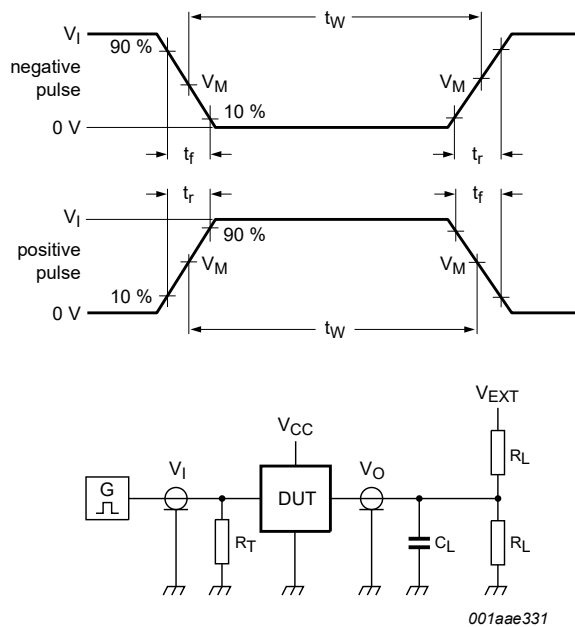 V_I
t_W
90 %
negative pulse
V_M
V_M
10 %
0 V
t_f
t_r
t_r
t_f
V_I
90 %
positive pulse
V_M
V_M
10 %
0 V
t_W
V_EXT
V_CC
V_I
V_O
R_L
G
DUT
R_T
C_L
R_L
001aae331